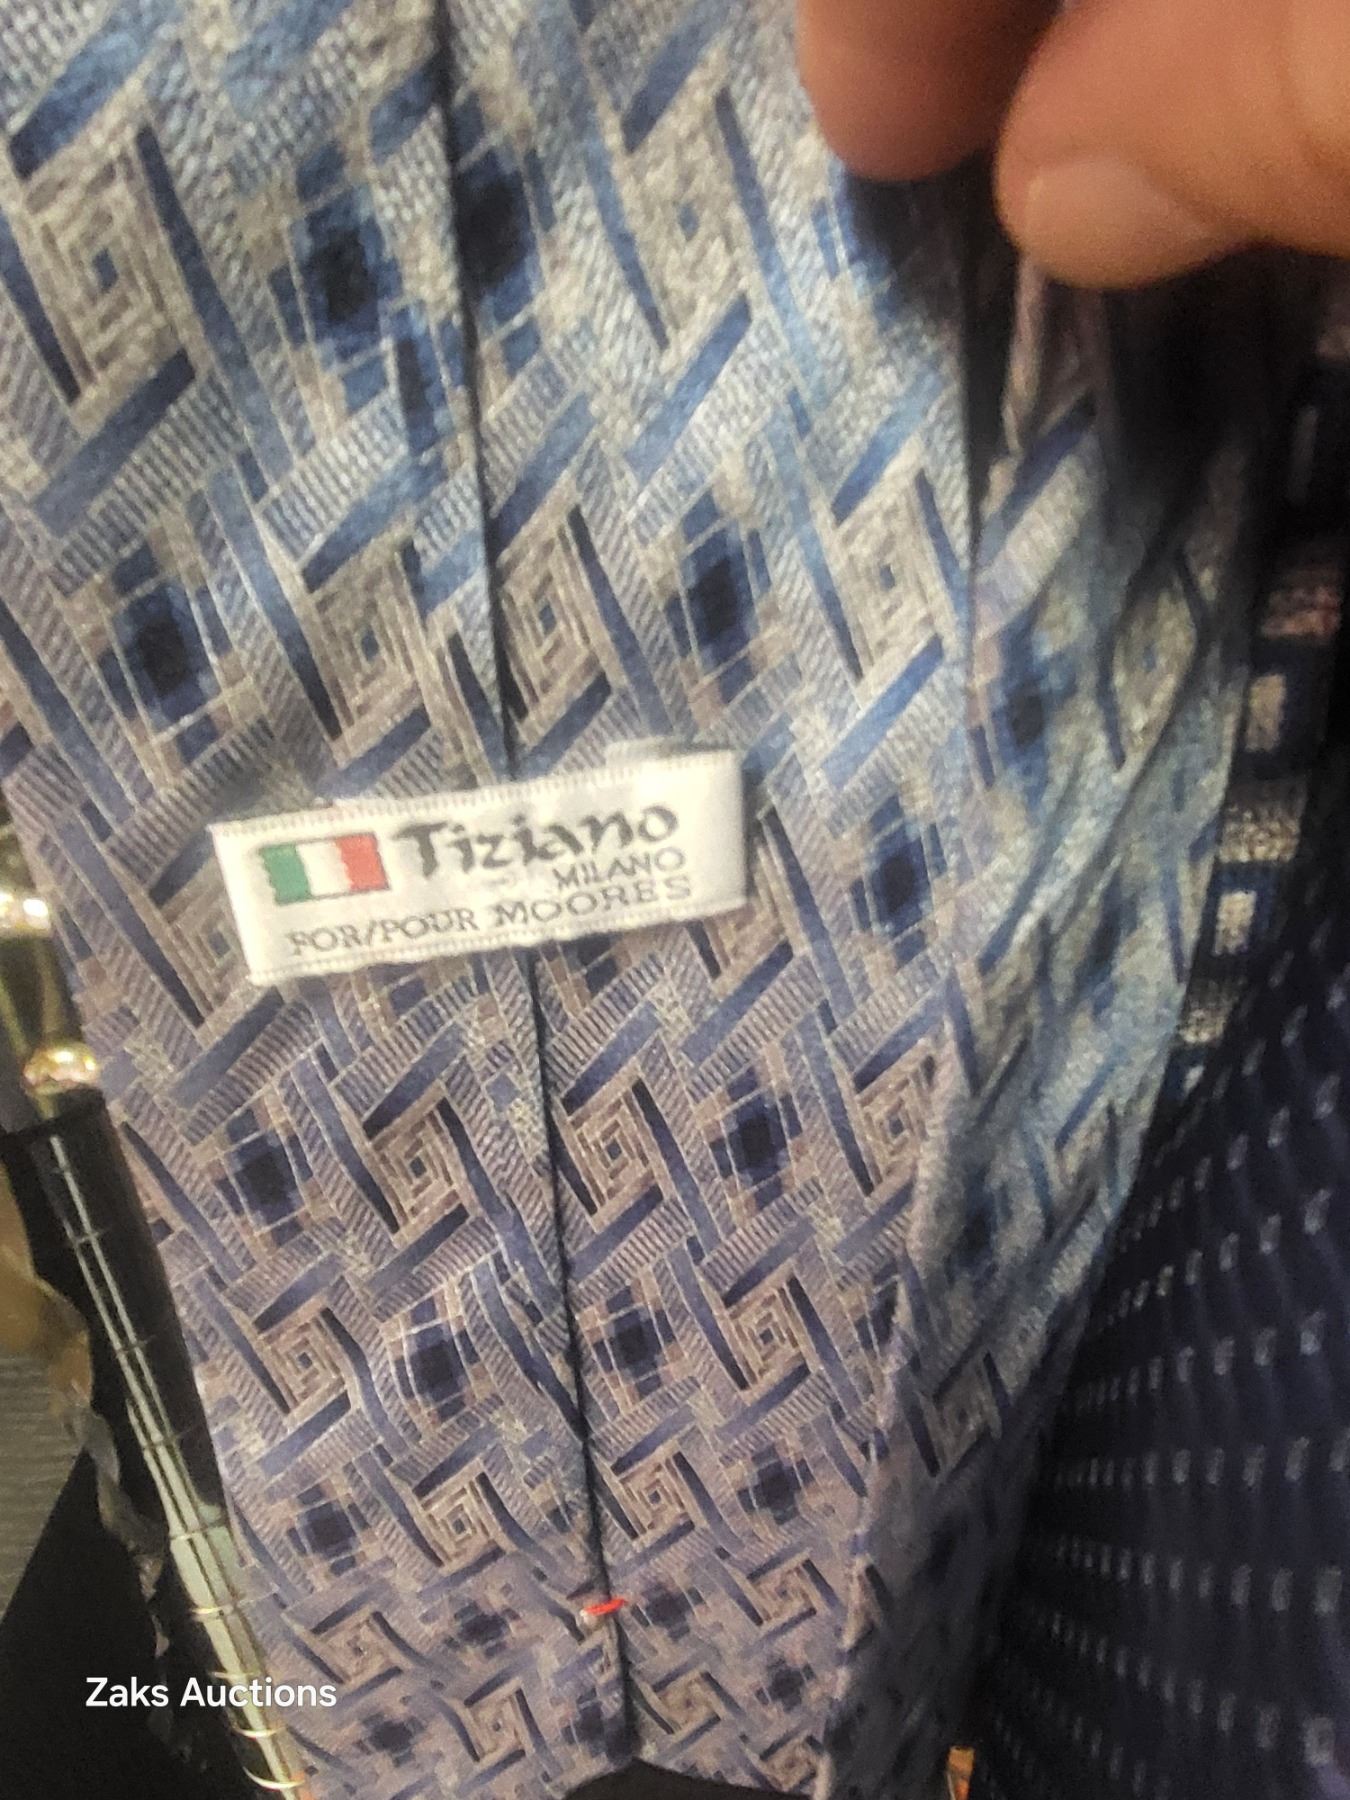 Tiziano
MILANO
FOR/POUR MOORES
Zaks Auctions